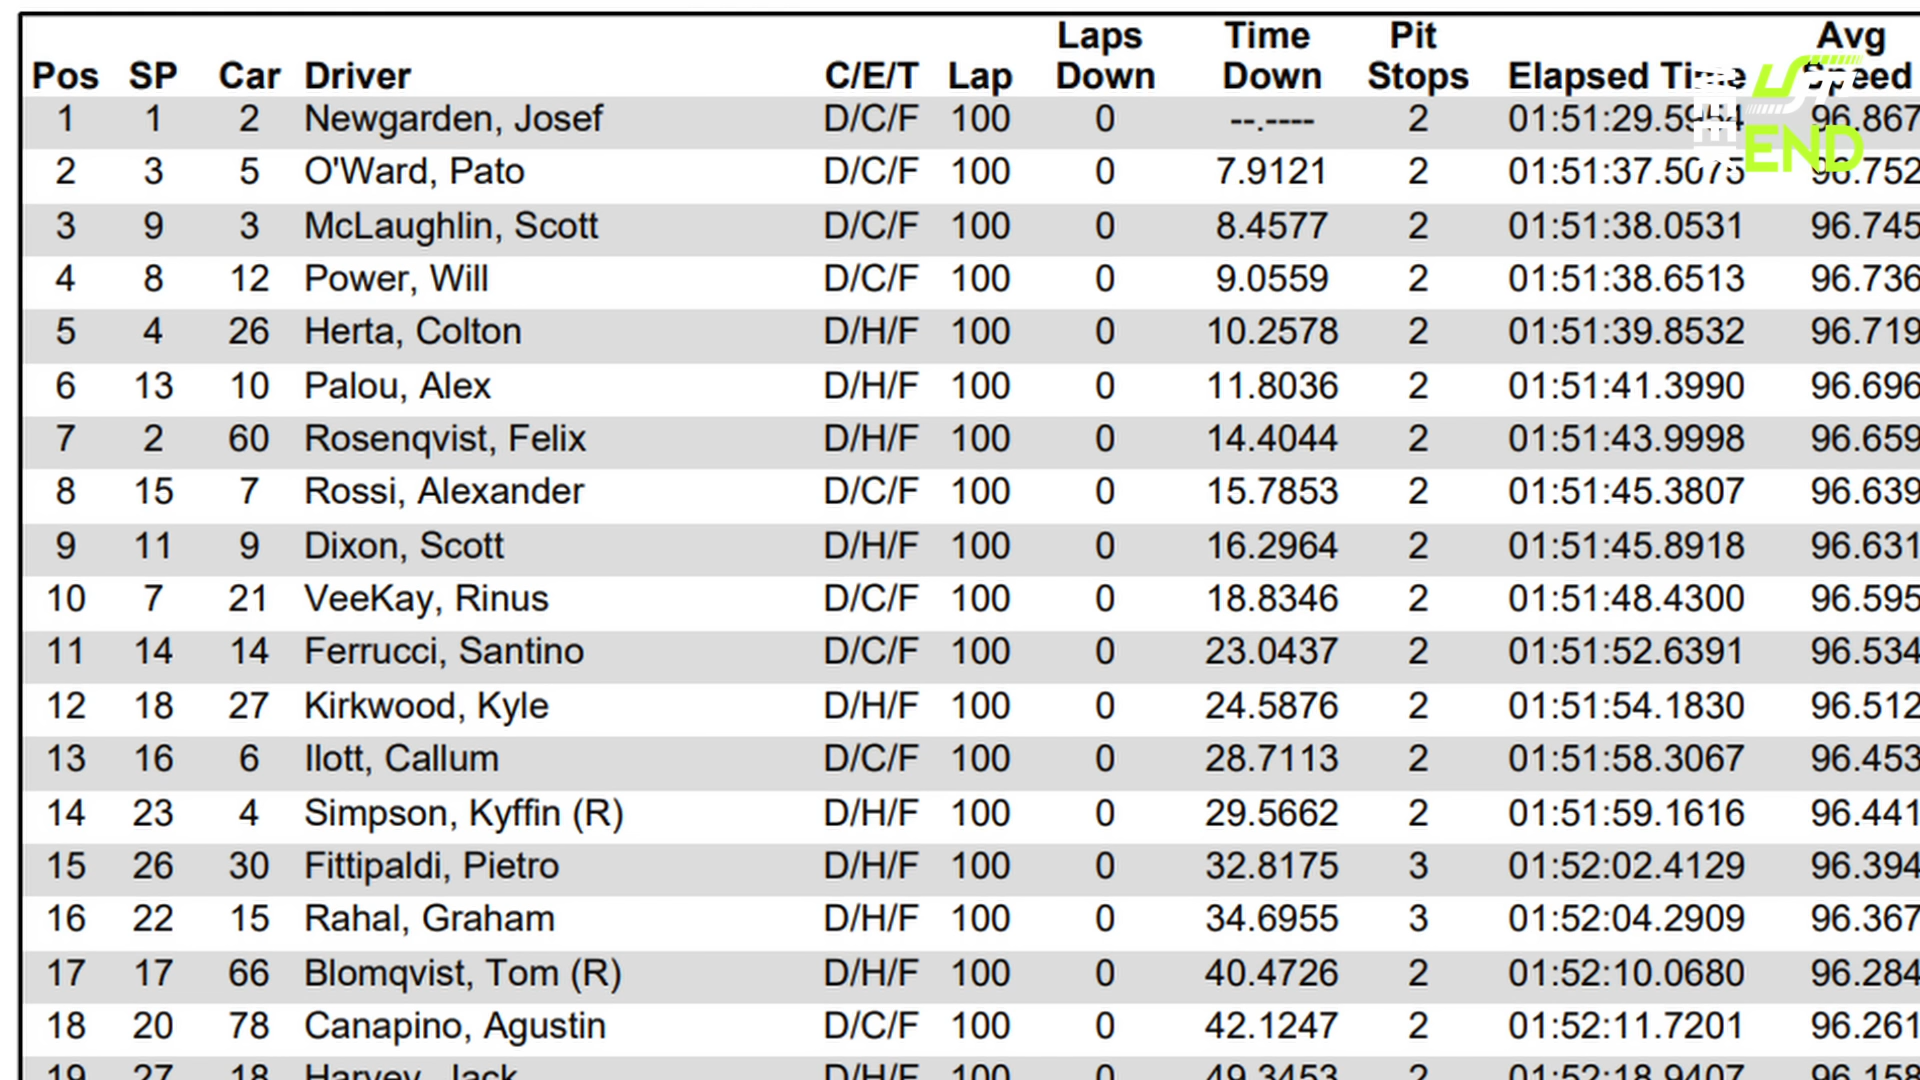 Pos SP Car Driver C/E/T Lap Laps Down Time Down Pit Stops Elapsed Time Avg Speed
1 1 2 Newgarden, Josef D/C/F 100 0 --.---- 2 96.867
2 3 5 O'Ward, Pato D/C/F 100 0 7.9121 2 01:51:37.5075 96.752
3 9 3 McLaughlin, Scott D/C/F 100 0 8.4577 2 01:51:38.0531 96.745
4 8 12 Power, Will D/C/F 100 0 9.0559 2 01:51:38.6513 96.736
5 4 26 Herta, Colton D/H/F 100 0 10.2578 2 01:51:39.8532 96.719
6 13 10 Palou, Alex D/H/F 100 0 11.8036 2 01:51:41.3990 96.696
7 2 60 Rosenqvist, Felix D/H/F 100 0 14.4044 2 01:51:43.9998 96.659
8 15 7 Rossi, Alexander D/C/F 100 0 15.7853 2 01:51:45.3807 96.639
9 11 9 Dixon, Scott D/H/F 100 0 16.2964 2 01:51:45.8918 96.631
10 7 21 VeeKay, Rinus D/C/F 100 0 18.8346 2 01:51:48.4300 96.595
11 14 14 Ferrucci, Santino D/C/F 100 0 23.0437 2 01:51:52.6391 96.534
12 18 27 Kirkwood, Kyle D/H/F 100 0 24.5876 2 01:51:54.1830 96.512
13 16 6 Ilott, Callum D/C/F 100 0 28.7113 2 01:51:58.3067 96.453
14 23 4 Simpson, Kyffin (R) D/H/F 100 0 29.5662 2 01:51:59.1616 96.441
15 26 30 Fittipaldi, Pietro D/H/F 100 0 32.8175 3 01:52:02.4129 96.394
16 22 15 Rahal, Graham D/H/F 100 0 34.6955 3 01:52:04.2909 96.367
17 17 66 Blomqvist, Tom (R) D/H/F 100 0 40.4726 2 01:52:10.0680 96.284
18 20 78 Canapino, Agustin D/C/F 100 0 42.1247 2 01:52:11.7201 96.261
19 27 18 Harvey, Jack D/H/F 100 0 49.3453 2 01:52:18.9407 96.158
END